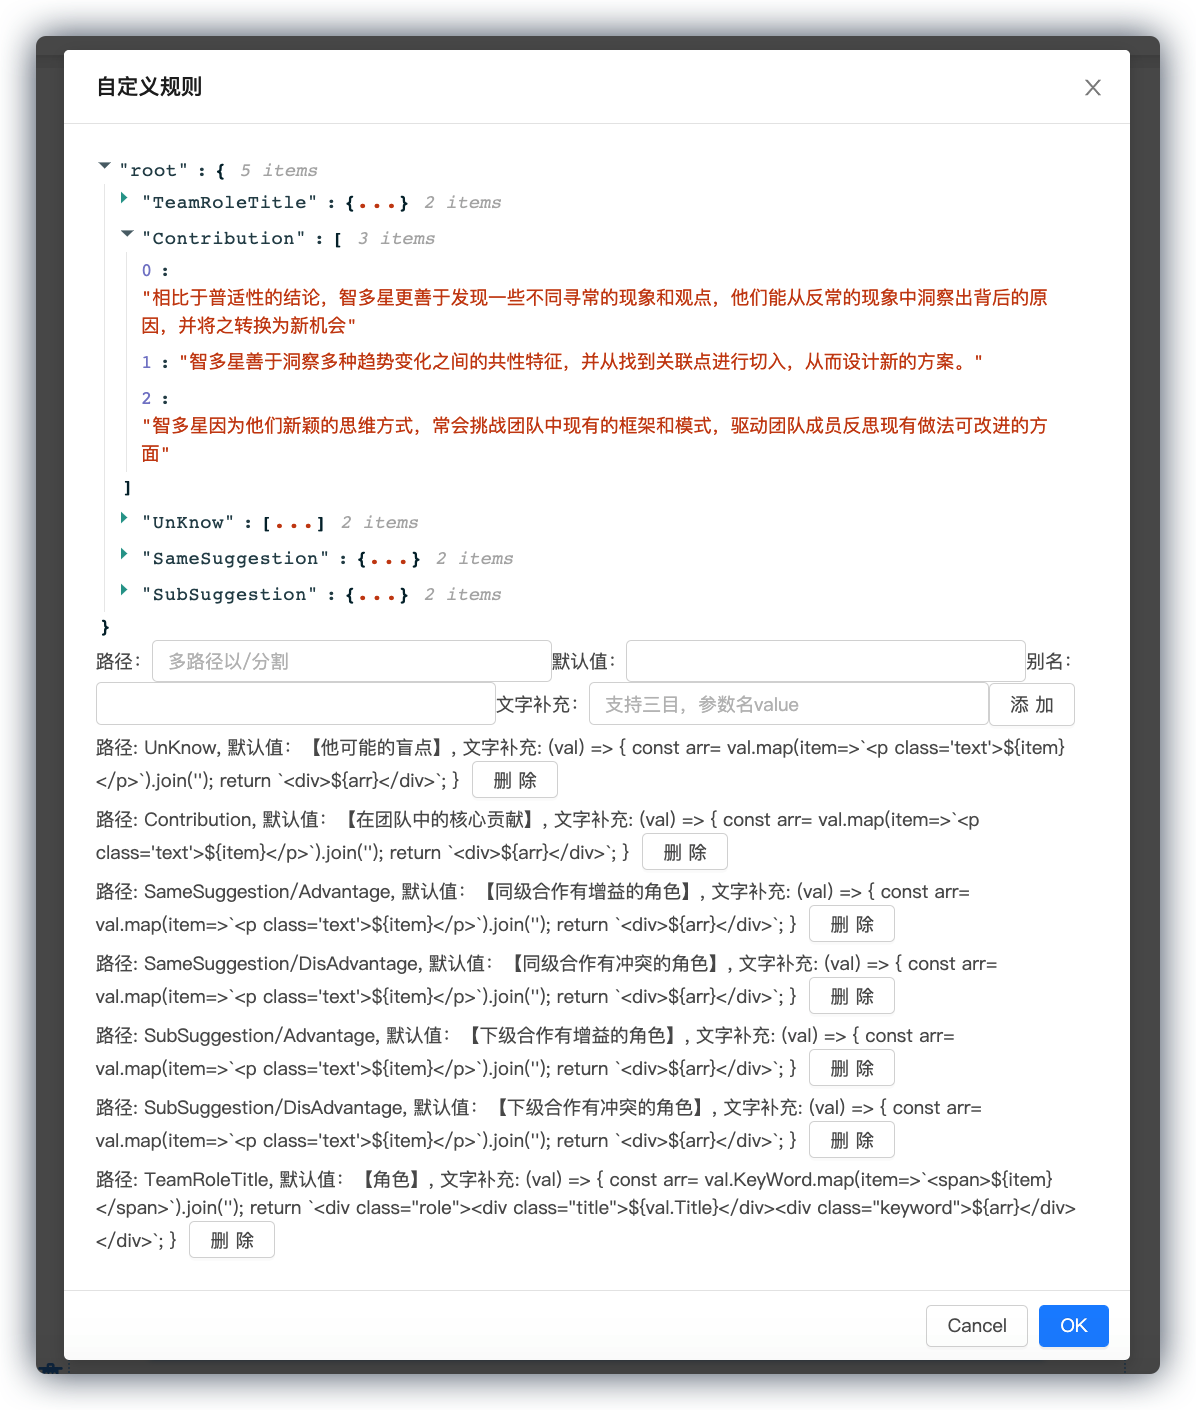 自定义规则
"root" : { 5 items
"TeamRoleTitle" : {...} 2 items
"Contribution" : [ 3 items
0 :
"相比于普适性的结论，智多星更善于发现一些不同寻常的现象和观点，他们能从反常的现象中洞察出背后的原
因，并将之转换为新机会"
1 : "智多星善于洞察多种趋势变化之间的共性特征，并从找到关联点进行切入，从而设计新的方案。"
2 :
"智多星因为他们新颖的思维方式，常会挑战团队中现有的框架和模式，驱动团队成员反思现有做法可改进的方
面"
]
"UnKnow" : [...] 2 items
"SameSuggestion" : {...} 2 items
"SubSuggestion" : {...} 2 items
}
路径： 多路径以/分割 默认值： 别名：
文字补充： 支持三目，参数名value 添 加
路径: UnKnow, 默认值：【他可能的盲点】, 文字补充: (val) => { const arr= val.map(item=>`<p class='text'>${item}
</p>`).join(''); return `<div>${arr}</div>`; } 删 除
路径: Contribution, 默认值：【在团队中的核心贡献】, 文字补充: (val) => { const arr= val.map(item=>`<p
class='text'>${item}</p>`).join(''); return `<div>${arr}</div>`; } 删 除
路径: SameSuggestion/Advantage, 默认值：【同级合作有增益的角色】, 文字补充: (val) => { const arr=
val.map(item=>`<p class='text'>${item}</p>`).join(''); return `<div>${arr}</div>`; } 删 除
路径: SameSuggestion/DisAdvantage, 默认值：【同级合作有冲突的角色】, 文字补充: (val) => { const arr=
val.map(item=>`<p class='text'>${item}</p>`).join(''); return `<div>${arr}</div>`; } 删 除
路径: SubSuggestion/Advantage, 默认值：【下级合作有增益的角色】, 文字补充: (val) => { const arr=
val.map(item=>`<p class='text'>${item}</p>`).join(''); return `<div>${arr}</div>`; } 删 除
路径: SubSuggestion/DisAdvantage, 默认值：【下级合作有冲突的角色】, 文字补充: (val) => { const arr=
val.map(item=>`<p class='text'>${item}</p>`).join(''); return `<div>${arr}</div>`; } 删 除
路径: TeamRoleTitle, 默认值：【角色】, 文字补充: (val) => { const arr= val.KeyWord.map(item=>`<span>${item}
</span>`).join(''); return `<div class="role"><div class="title">${val.Title}</div><div class="keyword">${arr}</div>
</div>`; } 删 除
Cancel OK